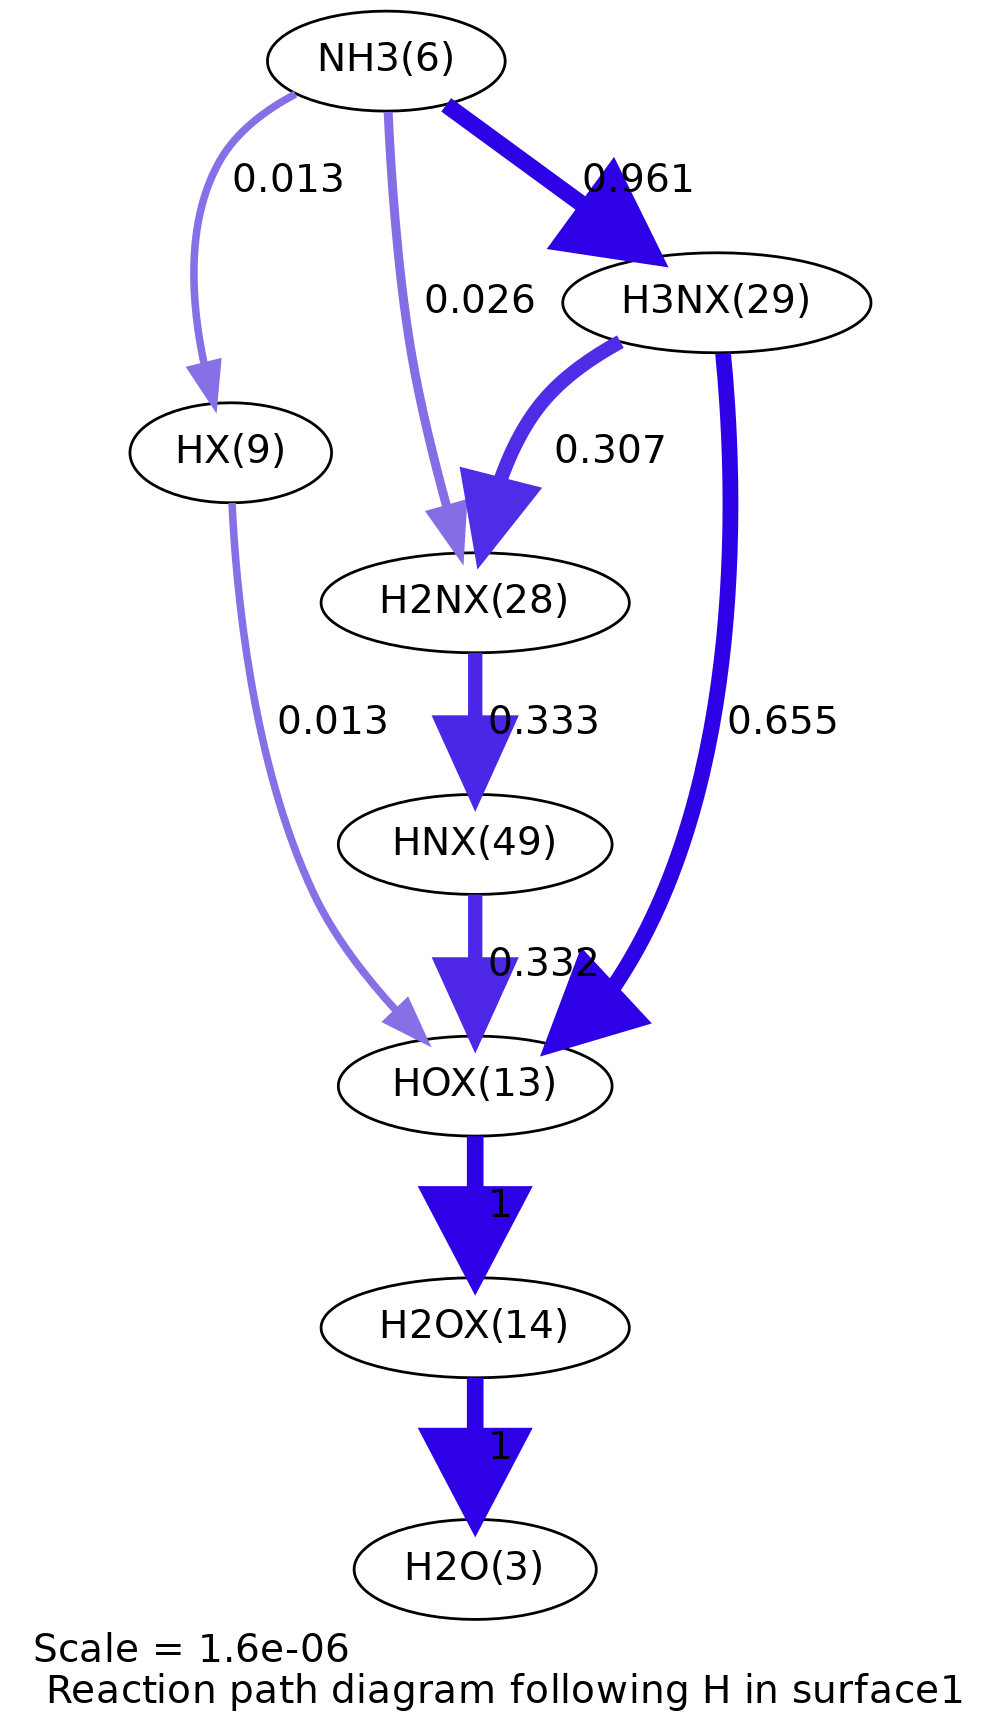 NH3(6)
0.013
0.961
0.026
H3NX(29)
HX(9)
0.307
H2NX(28)
0.013
0.333
0.655
HNX(49)
0.332
HOX(13)
1
H2OX(14)
1
H2O(3)
Scale = 1.6e-06
Reaction path diagram following H in surface1